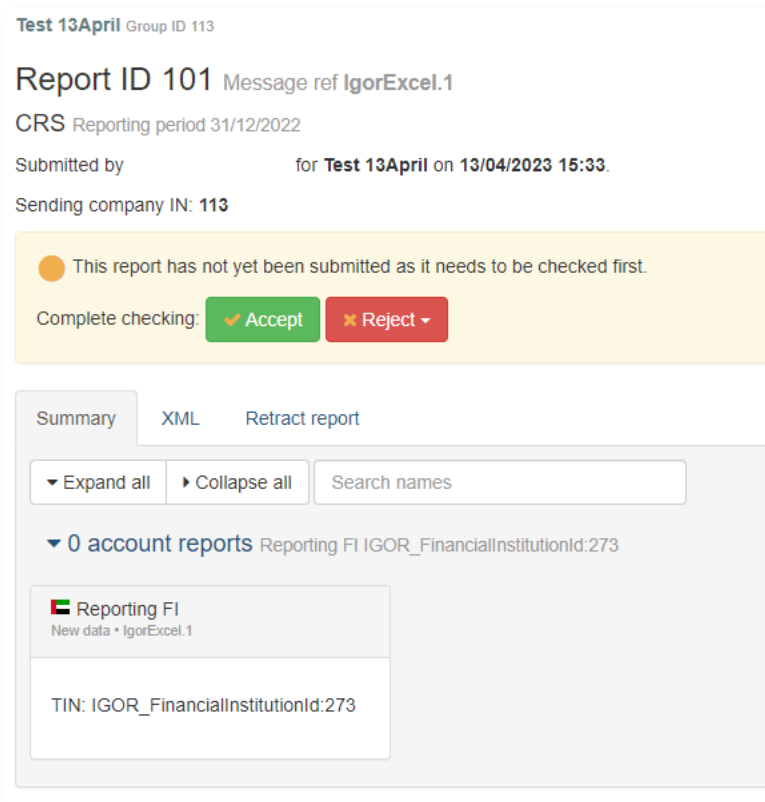 Test 13April Group ID 113
Report ID 101 Message ref IgorExcel.1
CRS Reporting period 31/12/2022
Submitted by for Test 13April on 13/04/2023 15:33.
Sending company IN: 113
This report has not yet been submitted as it needs to be checked first.
Complete checking: Accept Reject
Summary XML Retract report
Expand all Collapse all Search names
0 account reports Reporting FI IGOR_FinancialInstitutionId:273
Reporting FI
New data • IgorExcel.1
TIN: IGOR_FinancialInstitutionId:273